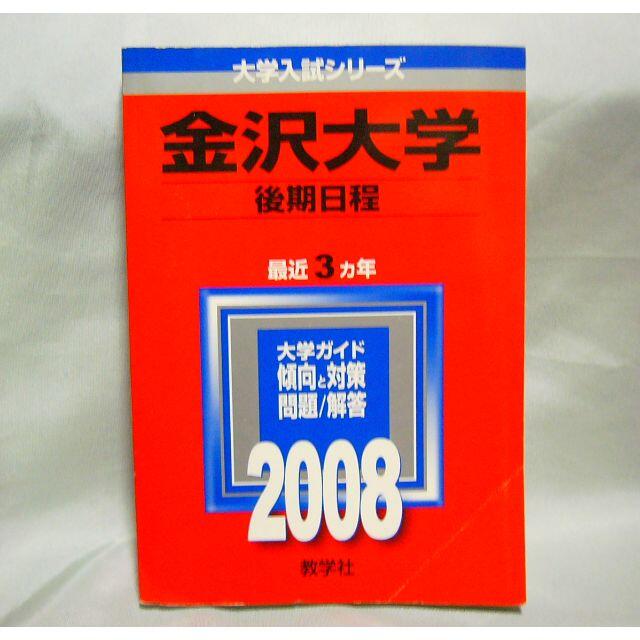 大学入試シリーズ
金沢大学
後期日程
最近3カ年
大学ガイド
傾向と対策
問題/解答
2008
教学社